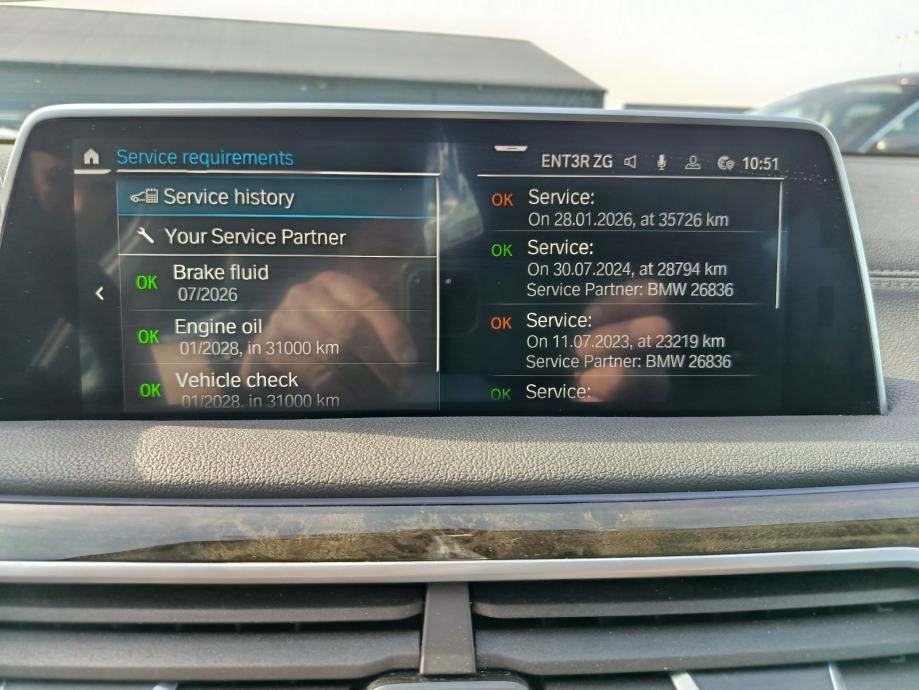 Service requirements
ENT3R ZG 10:51
Service history
Your Service Partner
OK Brake fluid
07/2026
OK Engine oil
01/2028, in 31000 km
OK Vehicle check
01/2028, in 31000 km
OK Service:
On 28.01.2026, at 35726 km
OK Service:
On 30.07.2024, at 28794 km
Service Partner: BMW 26836
OK Service:
On 11.07.2023, at 23219 km
Service Partner: BMW 26836
OK Service: